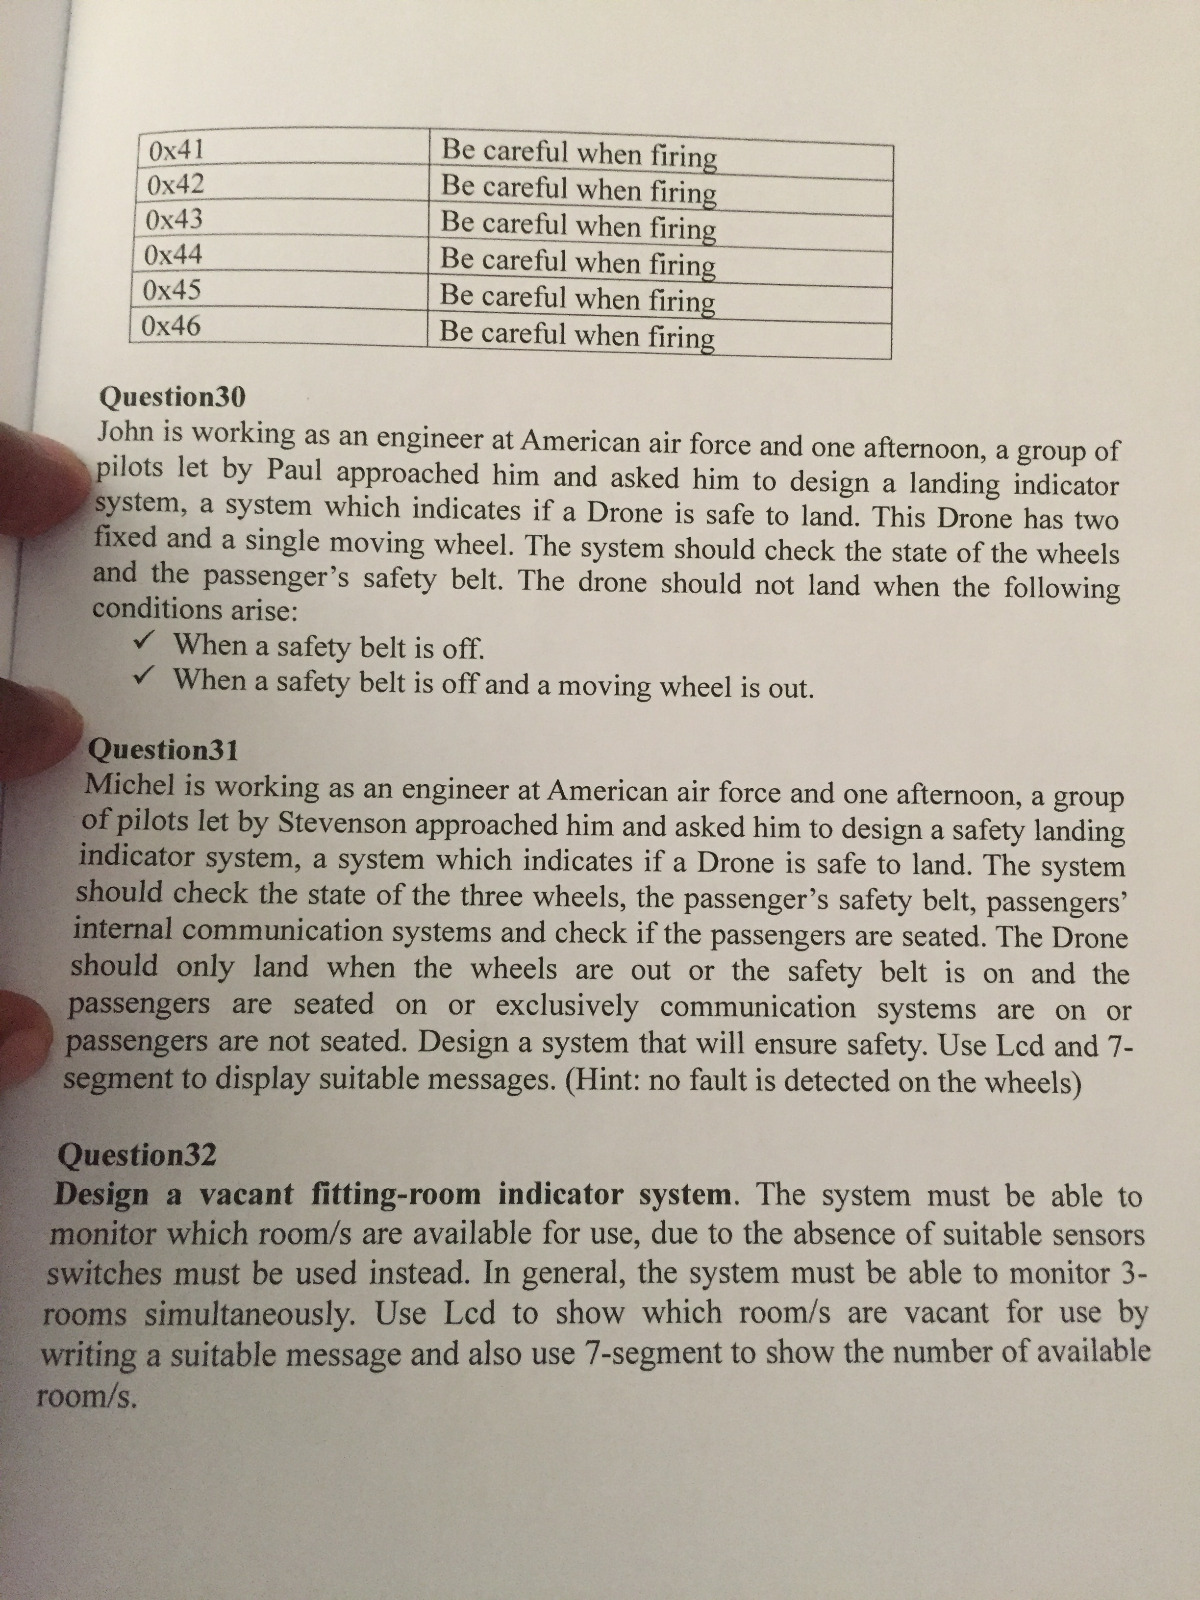 0x41 Be careful when firing
0x42 Be careful when firing
0x43 Be careful when firing
0x44 Be careful when firing
0x45 Be careful when firing
0x46 Be careful when firing
Question30
John is working as an engineer at American air force and one afternoon, a group of
pilots let by Paul approached him and asked him to design a landing indicator
system, a system which indicates if a Drone is safe to land. This Drone has two
fixed and a single moving wheel. The system should check the state of the wheels
and the passenger’s safety belt. The drone should not land when the following
conditions arise:
✓ When a safety belt is off.
✓ When a safety belt is off and a moving wheel is out.
Question31
Michel is working as an engineer at American air force and one afternoon, a group
of pilots let by Stevenson approached him and asked him to design a safety landing
indicator system, a system which indicates if a Drone is safe to land. The system
should check the state of the three wheels, the passenger’s safety belt, passengers’
internal communication systems and check if the passengers are seated. The Drone
should only land when the wheels are out or the safety belt is on and the
passengers are seated on or exclusively communication systems are on or
passengers are not seated. Design a system that will ensure safety. Use Lcd and 7-
segment to display suitable messages. (Hint: no fault is detected on the wheels)
Question32
Design a vacant fitting-room indicator system. The system must be able to
monitor which room/s are available for use, due to the absence of suitable sensors
switches must be used instead. In general, the system must be able to monitor 3-
rooms simultaneously. Use Lcd to show which room/s are vacant for use by
writing a suitable message and also use 7-segment to show the number of available
room/s.